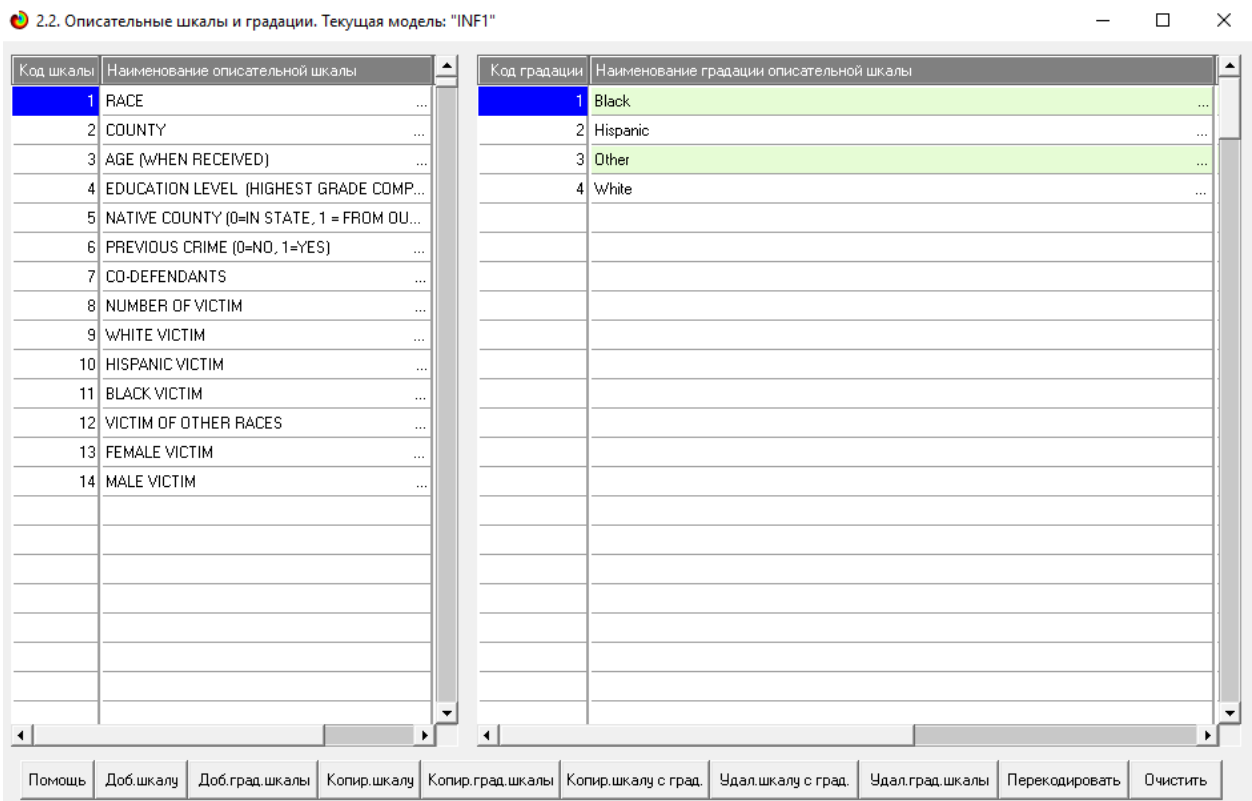 2.2. Описательные шкалы и градации. Текущая модель: "INF1"
Код шкалы Наименование описательной шкалы
1 RACE ...
2 COUNTY ...
3 AGE (WHEN RECEIVED) ...
4 EDUCATION LEVEL (HIGHEST GRADE COMP...
5 NATIVE COUNTY (0=IN STATE, 1 = FROM OU...
6 PREVIOUS CRIME (0=NO, 1=YES) ...
7 CO-DEFENDANTS ...
8 NUMBER OF VICTIM ...
9 WHITE VICTIM ...
10 HISPANIC VICTIM ...
11 BLACK VICTIM ...
12 VICTIM OF OTHER RACES ...
13 FEMALE VICTIM ...
14 MALE VICTIM ...
Код градации Наименование градации описательной шкалы
1 Black ...
2 Hispanic ...
3 Other ...
4 White ...
Помощь Доб.шкалу Доб.град.шкалы Копир.шкалу Копир.град.шкалы Копир.шкалу с град. Удал.шкалу с град. Удал.град.шкалы Перекодировать Очистить